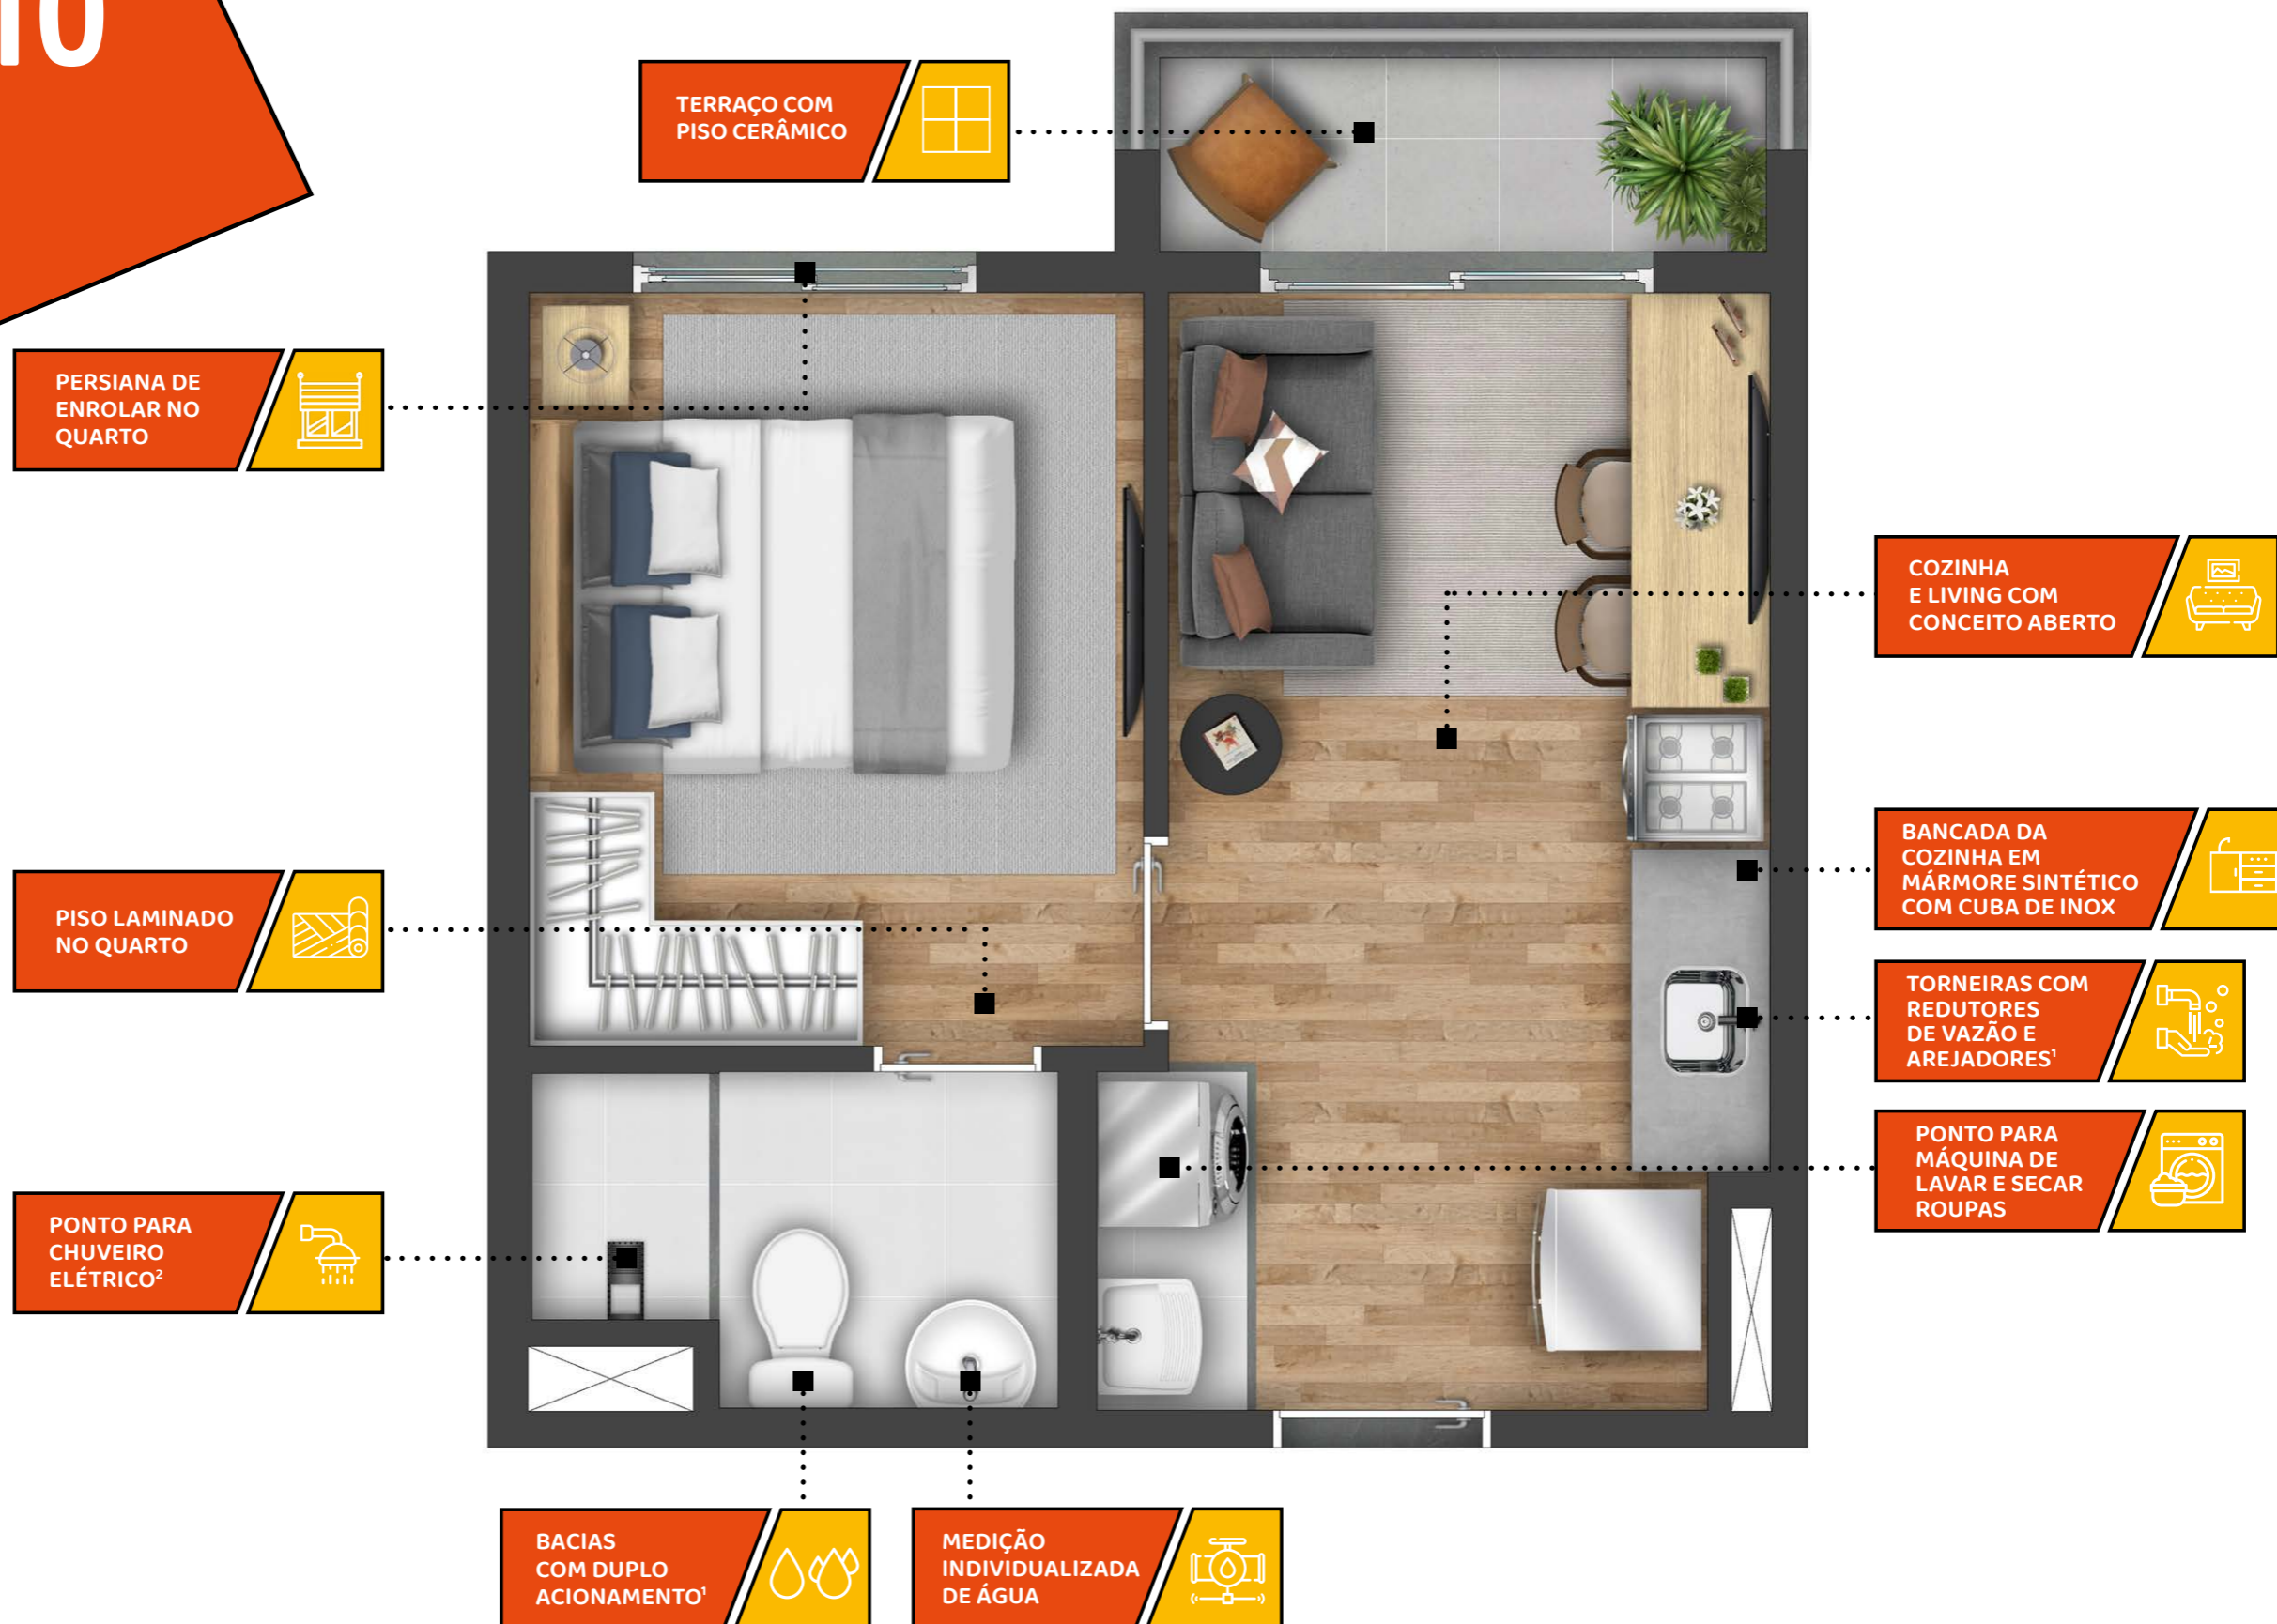 TERRAÇO COM
PISO CERÂMICO
PERSIANA DE
ENROLAR NO
QUARTO
COZINHA
E LIVING COM
CONCEITO ABERTO
BANCADA DA
COZINHA EM
MÁRMORE SINTÉTICO
COM CUBA DE INOX
PISO LAMINADO
NO QUARTO
TORNEIRAS COM
REDUTORES
DE VAZÃO E
AREJADORES¹
PONTO PARA
MÁQUINA DE
LAVAR E SECAR
ROUPAS
PONTO PARA
CHUVEIRO
ELÉTRICO²
BACIAS
COM DUPLO
ACIONAMENTO¹
MEDIÇÃO
INDIVIDUALIZADA
DE ÁGUA